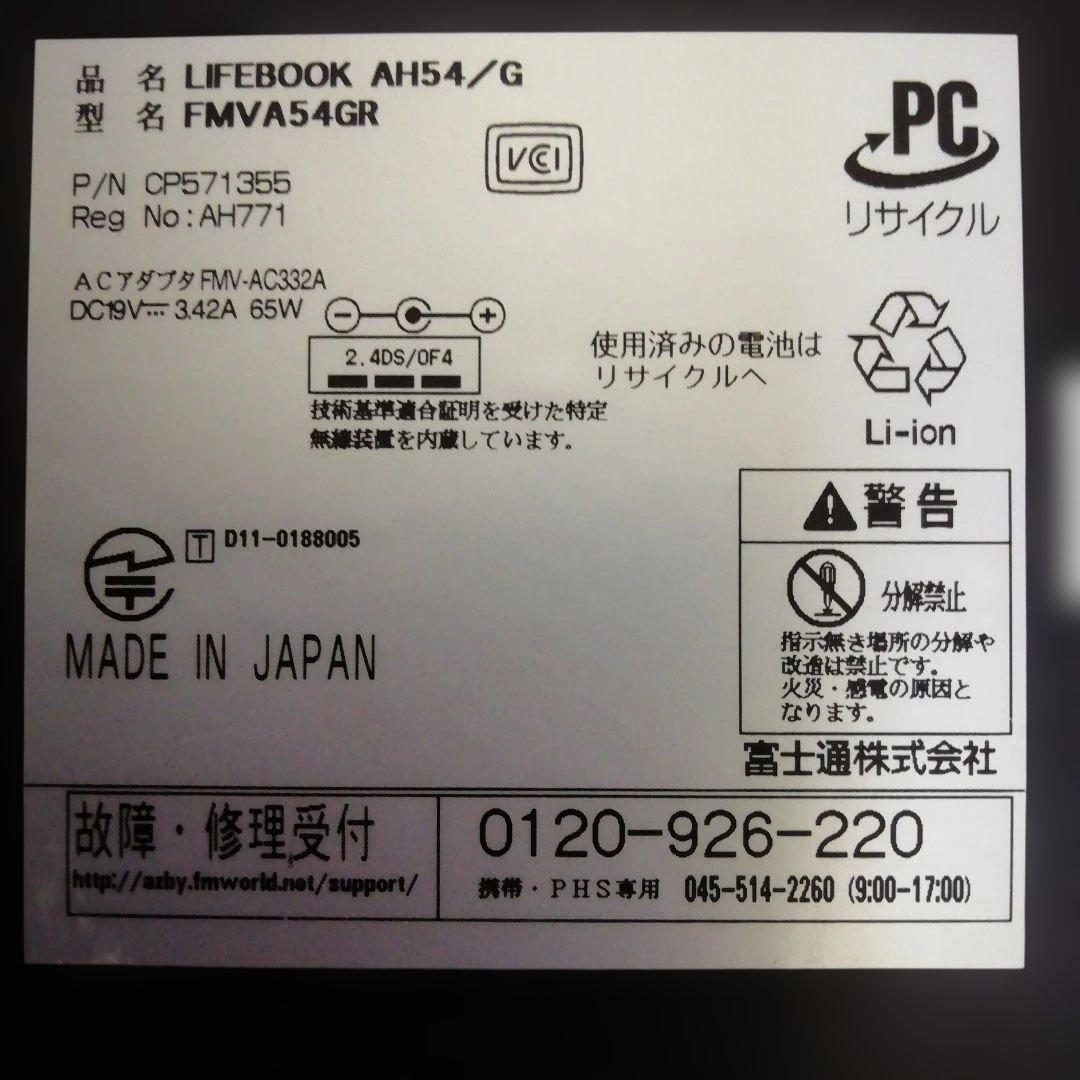 品 名 LIFEBOOK AH54/G
型 名 FMVA54GR
VCCI
P/N CP571355
Reg No:AH771
PC
リサイクル
ACアダプタ FMV-AC332A
DC19V⎓ 3.42A 65W
2.4DS/OF4
技術基準適合証明を受けた特定
無線装置を内蔵しています。
使用済みの電池は
リサイクルへ
Li-ion
警告
分解禁止
指示無き場所の分解や
改造は禁止です。
火災・感電の原因と
なります。
T D11-0188005
MADE IN JAPAN
富士通株式会社
故障・修理受付
http://azby.fmworld.net/support/
0120-926-220
携帯・PHS専用 045-514-2260 (9:00-17:00)